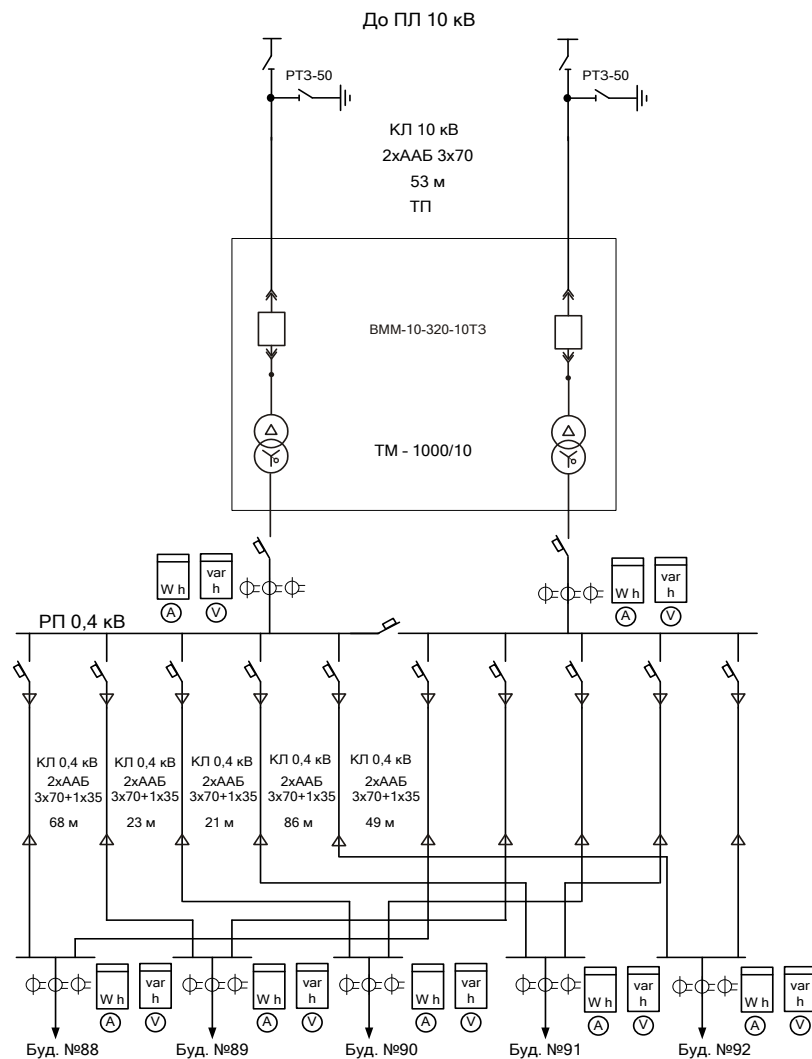 До ПЛ 10 кВ
РТЗ-50
РТЗ-50
КЛ 10 кВ
2хААБ 3х70
53 м
ТП
ВММ-10-320-10ТЗ
ТМ - 1000/10
W h
var
h
A
V
W h
var
h
A
V
РП 0,4 кВ
КЛ 0,4 кВ
2хААБ
3х70+1х35
68 м
КЛ 0,4 кВ
2хААБ
3х70+1х35
23 м
КЛ 0,4 кВ
2хААБ
3х70+1х35
21 м
КЛ 0,4 кВ
2хААБ
3х70+1х35
86 м
КЛ 0,4 кВ
2хААБ
3х70+1х35
49 м
W h
var
h
A
V
W h
var
h
A
V
W h
var
h
A
V
W h
var
h
A
V
W h
var
h
A
V
Буд. №88
Буд. №89
Буд. №90
Буд. №91
Буд. №92